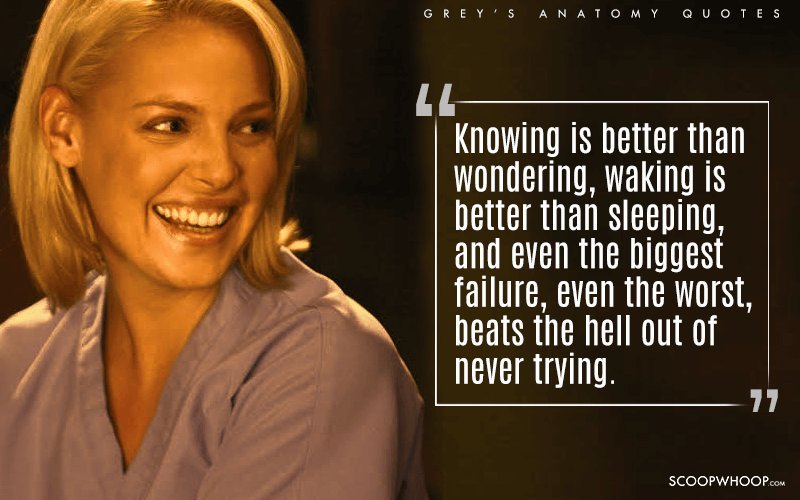 GREY'S ANATOMY QUOTES
“
Knowing is better than
wondering, waking is
better than sleeping,
and even the biggest
failure, even the worst,
beats the hell out of
never trying.
”
SCOOPWHOOP.COM